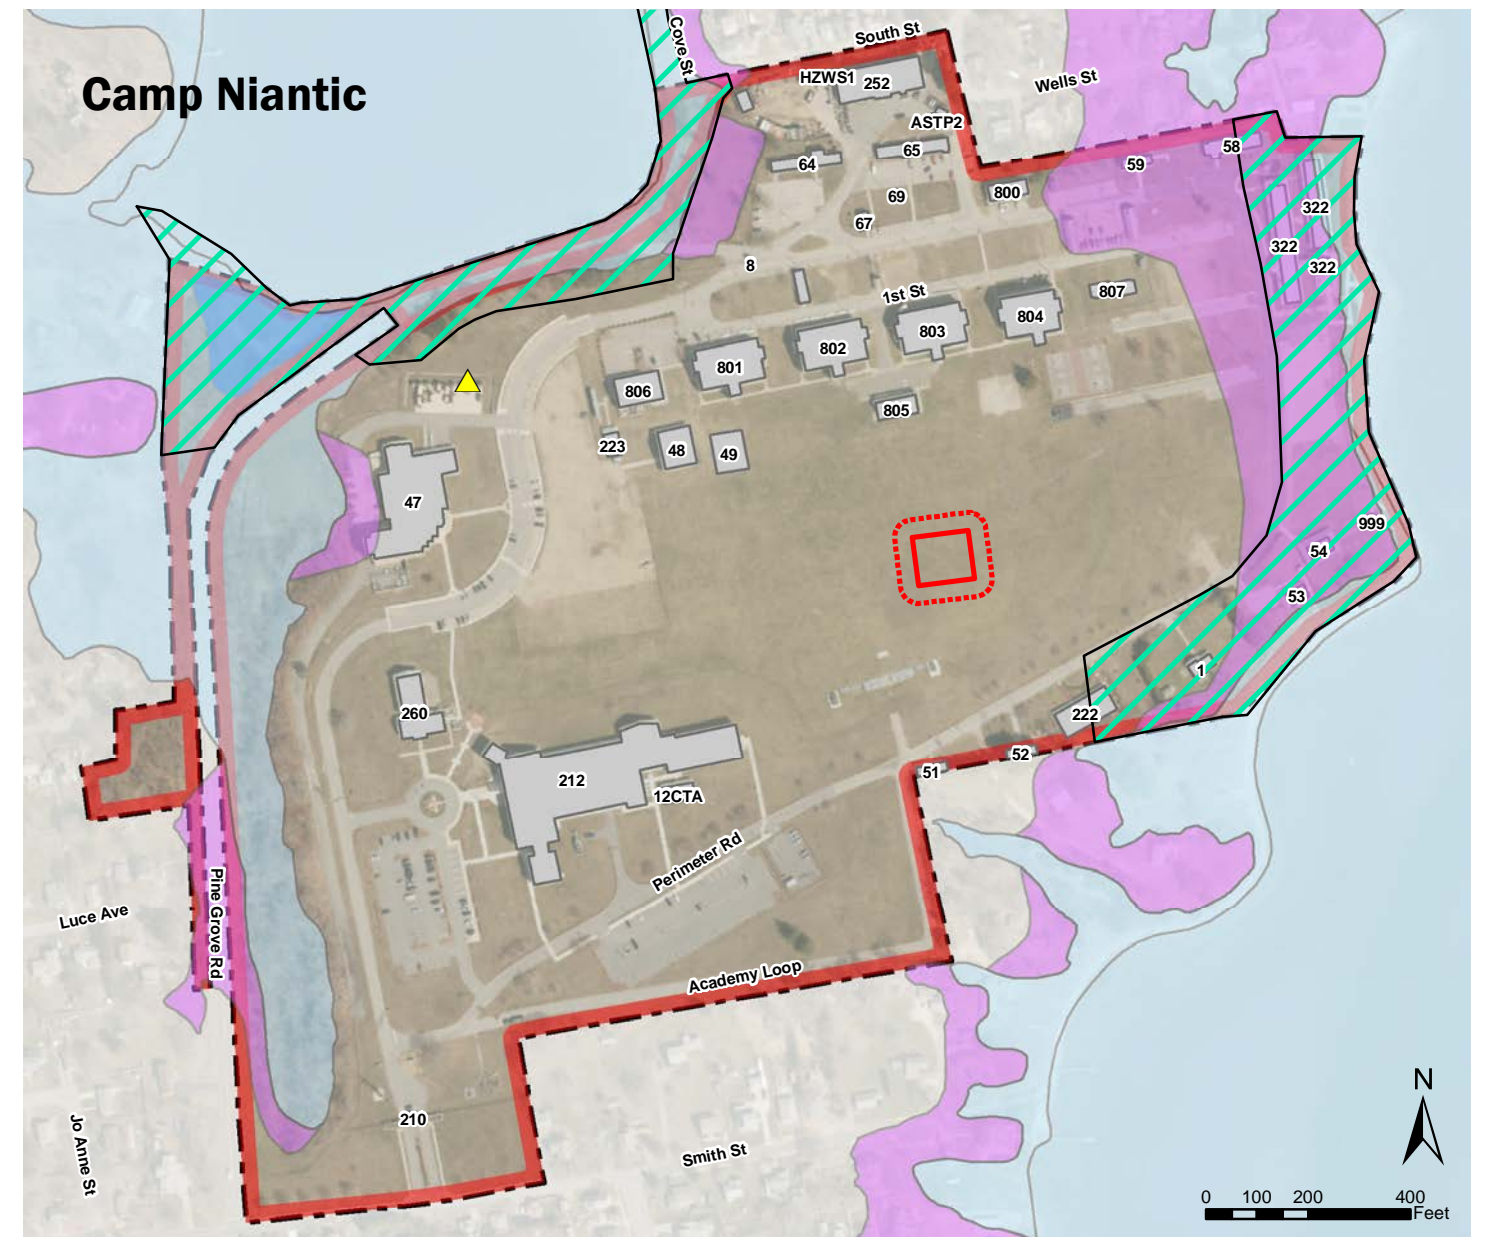 Camp Niantic
Cove St
South St
HZWS1
252
Wells St
ASTP2
64
65
58
59
69
800
67
322
322
322
8
1st St
807
804
803
802
801
806
805
223
48
49
47
999
54
53
1
222
260
52
51
212
12CTA
Perimeter Rd
Pine Grove Rd
Luce Ave
Academy Loop
210
Jo Anne St
Smith St
N
0 100 200 400
Feet